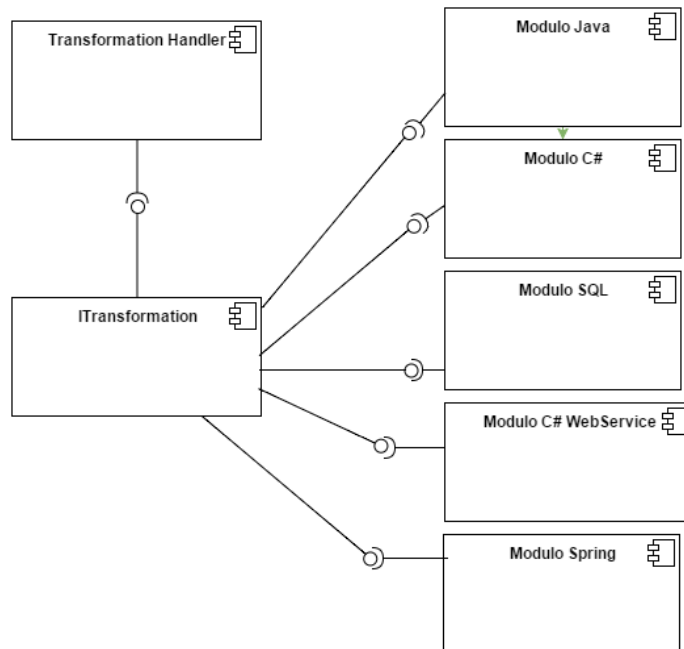 Transformation Handler
Modulo Java
Modulo C#
ITransformation
Modulo SQL
Modulo C# WebService
Modulo Spring